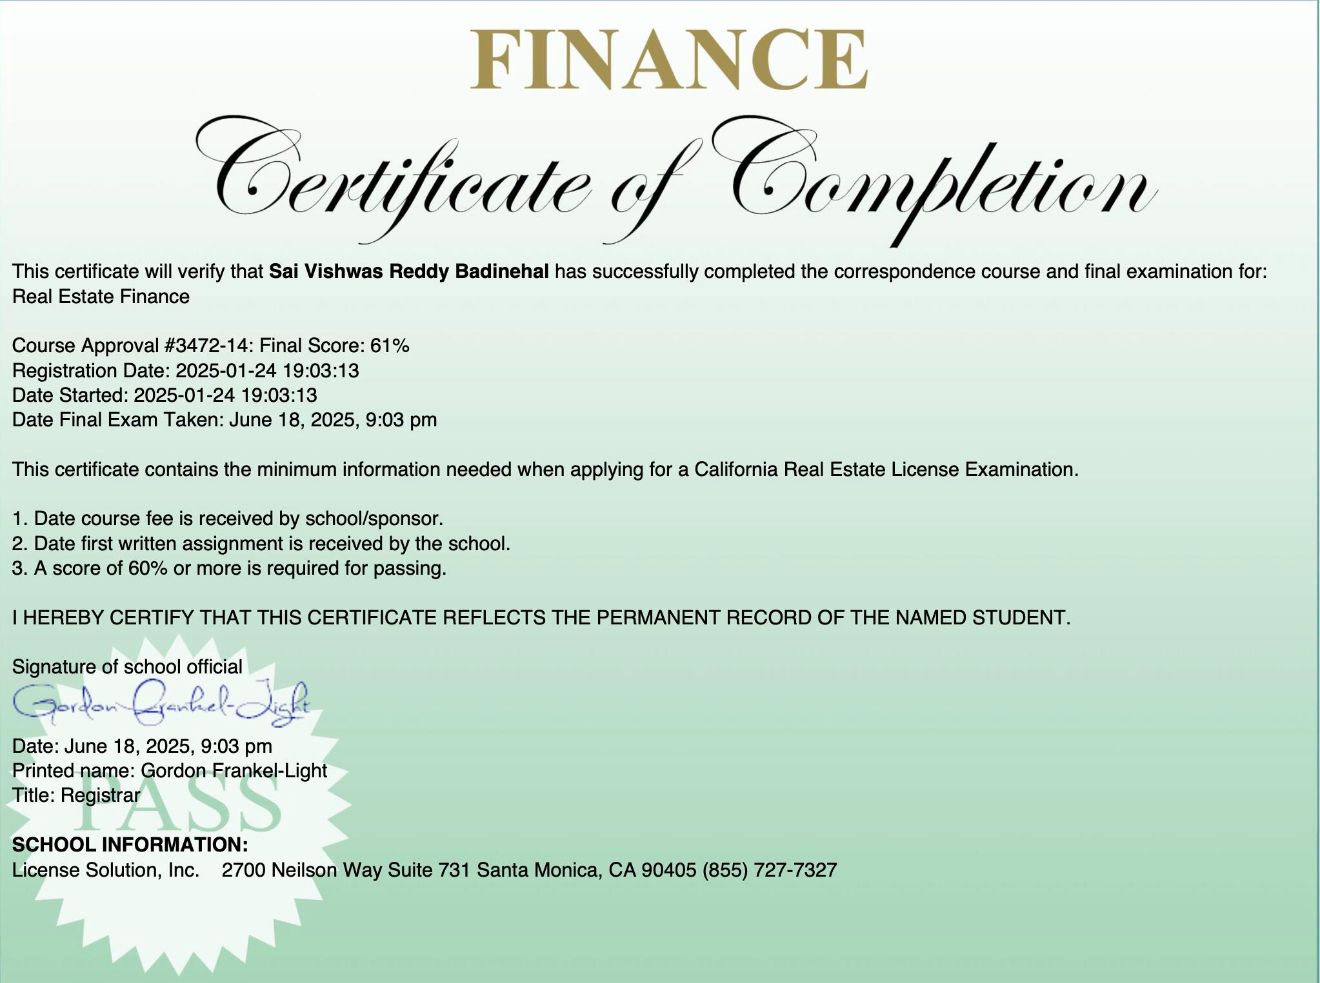 FINANCE
Certificate of Completion
This certificate will verify that Sai Vishwas Reddy Badinehal has successfully completed the correspondence course and final examination for:
Real Estate Finance
Course Approval #3472-14: Final Score: 61%
Registration Date: 2025-01-24 19:03:13
Date Started: 2025-01-24 19:03:13
Date Final Exam Taken: June 18, 2025, 9:03 pm
This certificate contains the minimum information needed when applying for a California Real Estate License Examination.
1. Date course fee is received by school/sponsor.
2. Date first written assignment is received by the school.
3. A score of 60% or more is required for passing.
I HEREBY CERTIFY THAT THIS CERTIFICATE REFLECTS THE PERMANENT RECORD OF THE NAMED STUDENT.
Signature of school official
Gordon Frankel-Light
Date: June 18, 2025, 9:03 pm
Printed name: Gordon Frankel-Light
Title: Registrar
PASS
SCHOOL INFORMATION:
License Solution, Inc. 2700 Neilson Way Suite 731 Santa Monica, CA 90405 (855) 727-7327